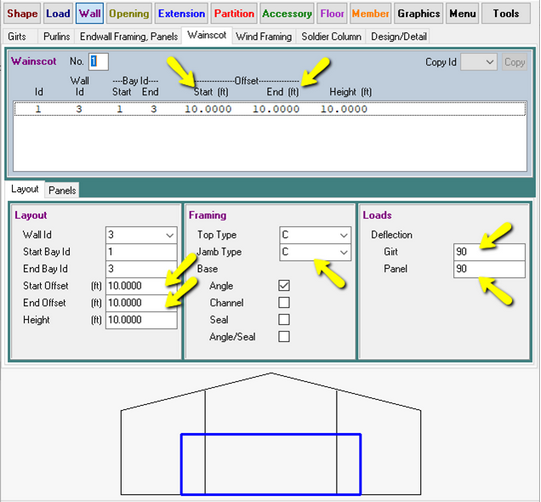 Shape Load Wall Opening Extension Partition Accessory Floor Member Graphics Menu Tools
Girts Purlins Endwall Framing, Panels Wainscot Wind Framing Soldier Column Design/Detail
Wainscot No. 1 Copy Id Copy
Wall ---Bay Id--- --------------------Offset--------------------
Id Id Start End Start (ft) End (ft) Height (ft)
1 3 1 3 10.0000 10.0000 10.0000
Layout Panels
Layout
Wall Id 3
Start Bay Id 1
End Bay Id 3
Start Offset (ft) 10.0000
End Offset (ft) 10.0000
Height (ft) 10.0000
Framing
Top Type C
Jamb Type C
Base
Angle
Channel
Seal
Angle/Seal
Loads
Deflection
Girt 90
Panel 90